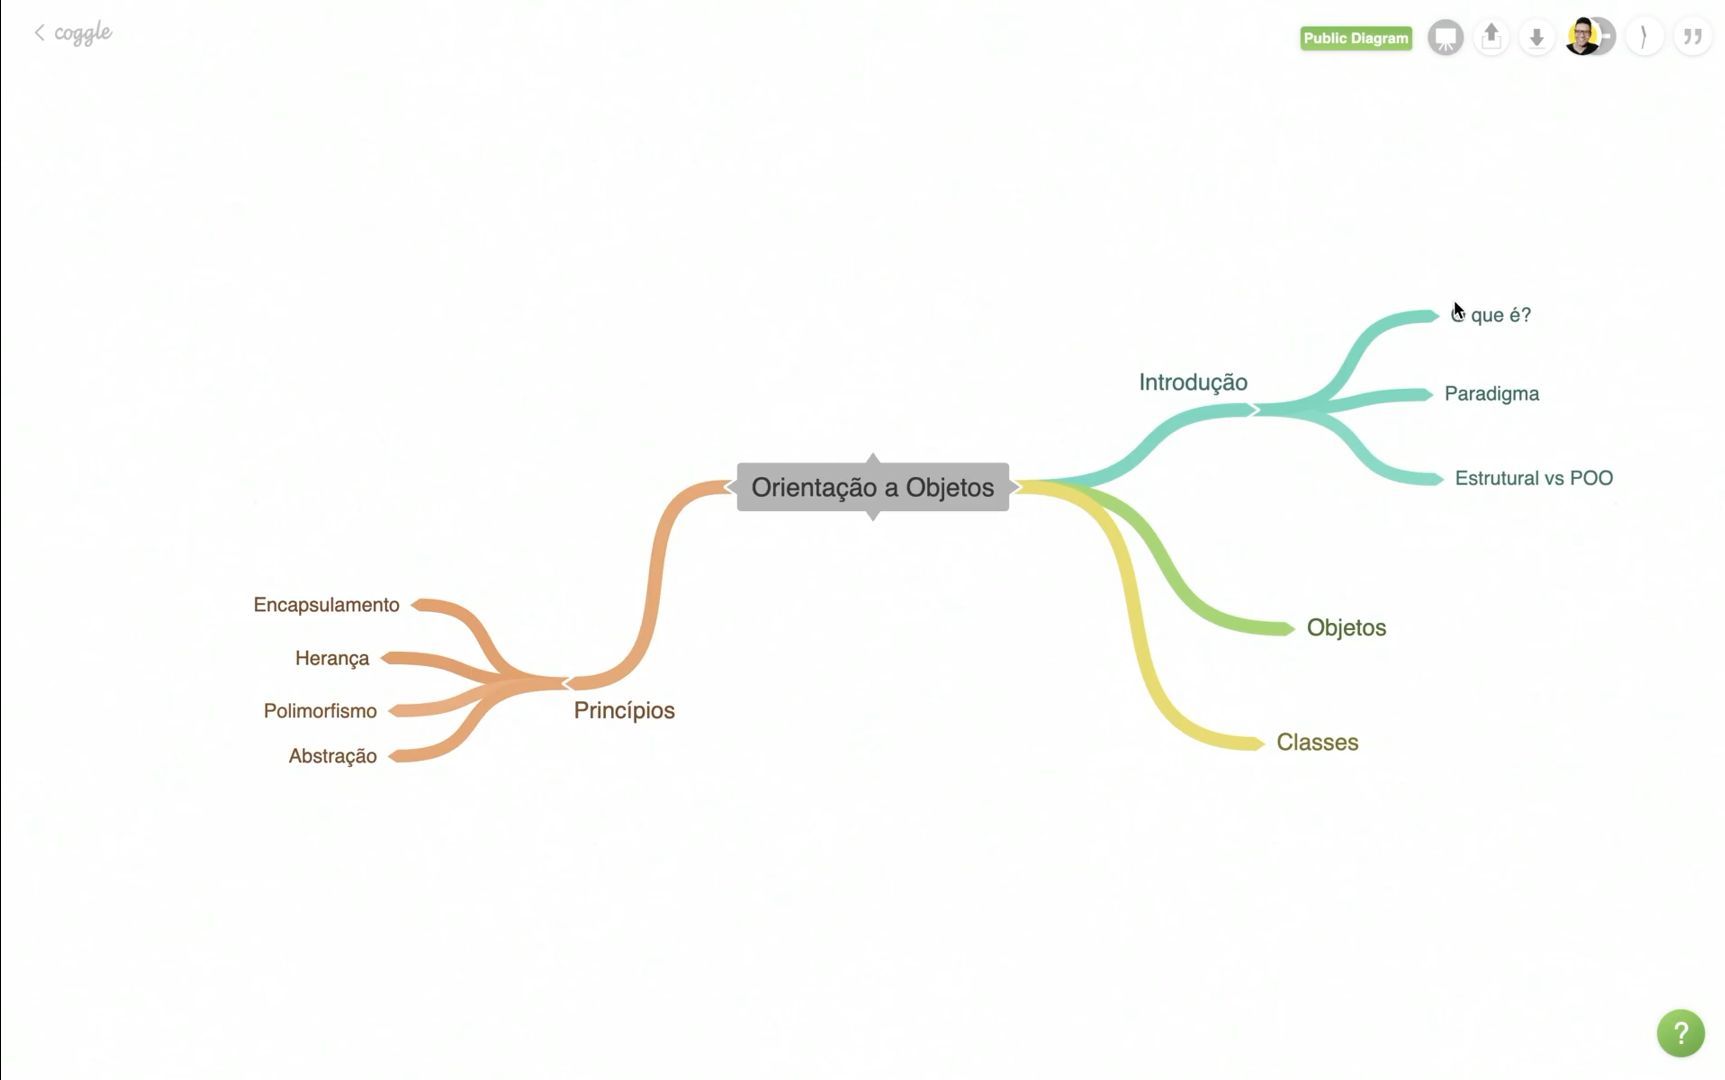 coggle
Public Diagram
que é?
Introdução
Paradigma
Estrutural vs POO
Orientação a Objetos
Encapsulamento
Herança
Polimorfismo
Princípios
Abstração
Objetos
Classes
?